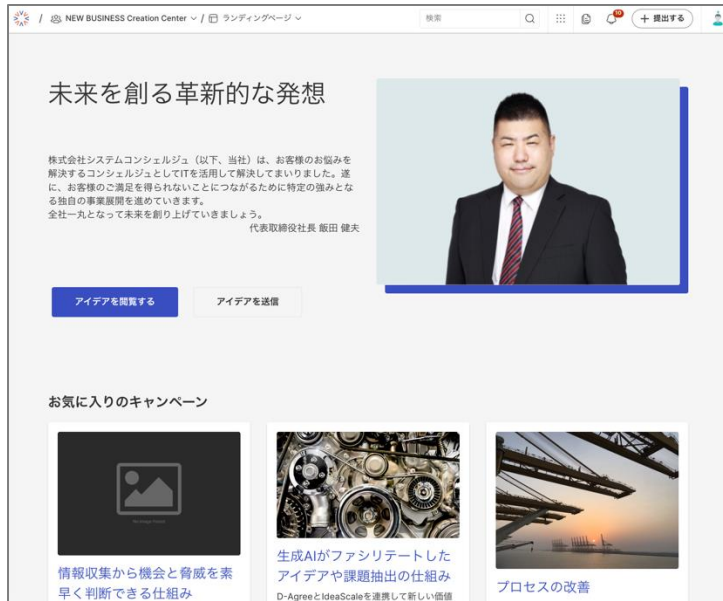 / NEW BUSINESS Creation Center / ランディングページ
検索
10
＋ 提出する
未来を創る革新的な発想
株式会社システムコンシェルジュ（以下、当社）は、お客様のお悩みを
解決するコンシェルジュとしてITを活用して解決してまいりました。遂
に、お客様のご満足を得られないことにつながるために特定の強みとな
る独自の事業展開を進めていきます。
全社一丸となって未来を創り上げていきましょう。
代表取締役社長 飯田 健夫
アイデアを閲覧する
アイデアを送信
お気に入りのキャンペーン
情報収集から機会と脅威を素
早く判断できる仕組み
生成AIがファシリテートした
アイデアや課題抽出の仕組み
D-AgreeとIdeaScaleを連携して新しい価値
プロセスの改善